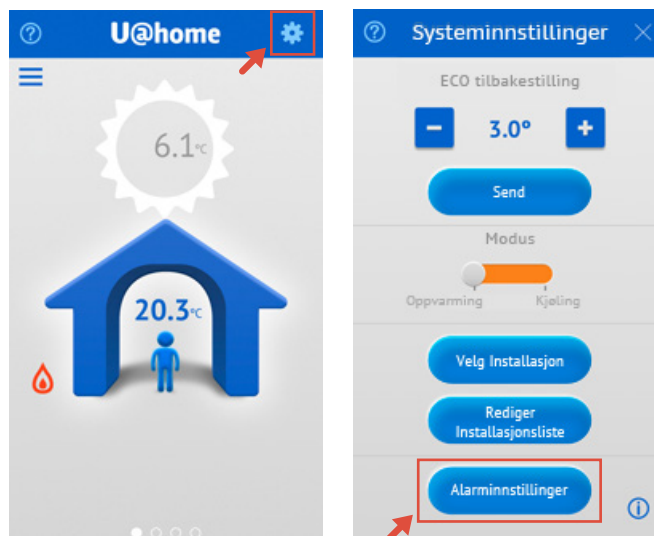 U@home
6.1°C
20.3°C
Systeminnstillinger
ECO tilbakestilling
- 3.0° +
Send
Modus
Oppvarming Kjøling
Velg Installasjon
Rediger
Installasjonsliste
Alarminnstillinger